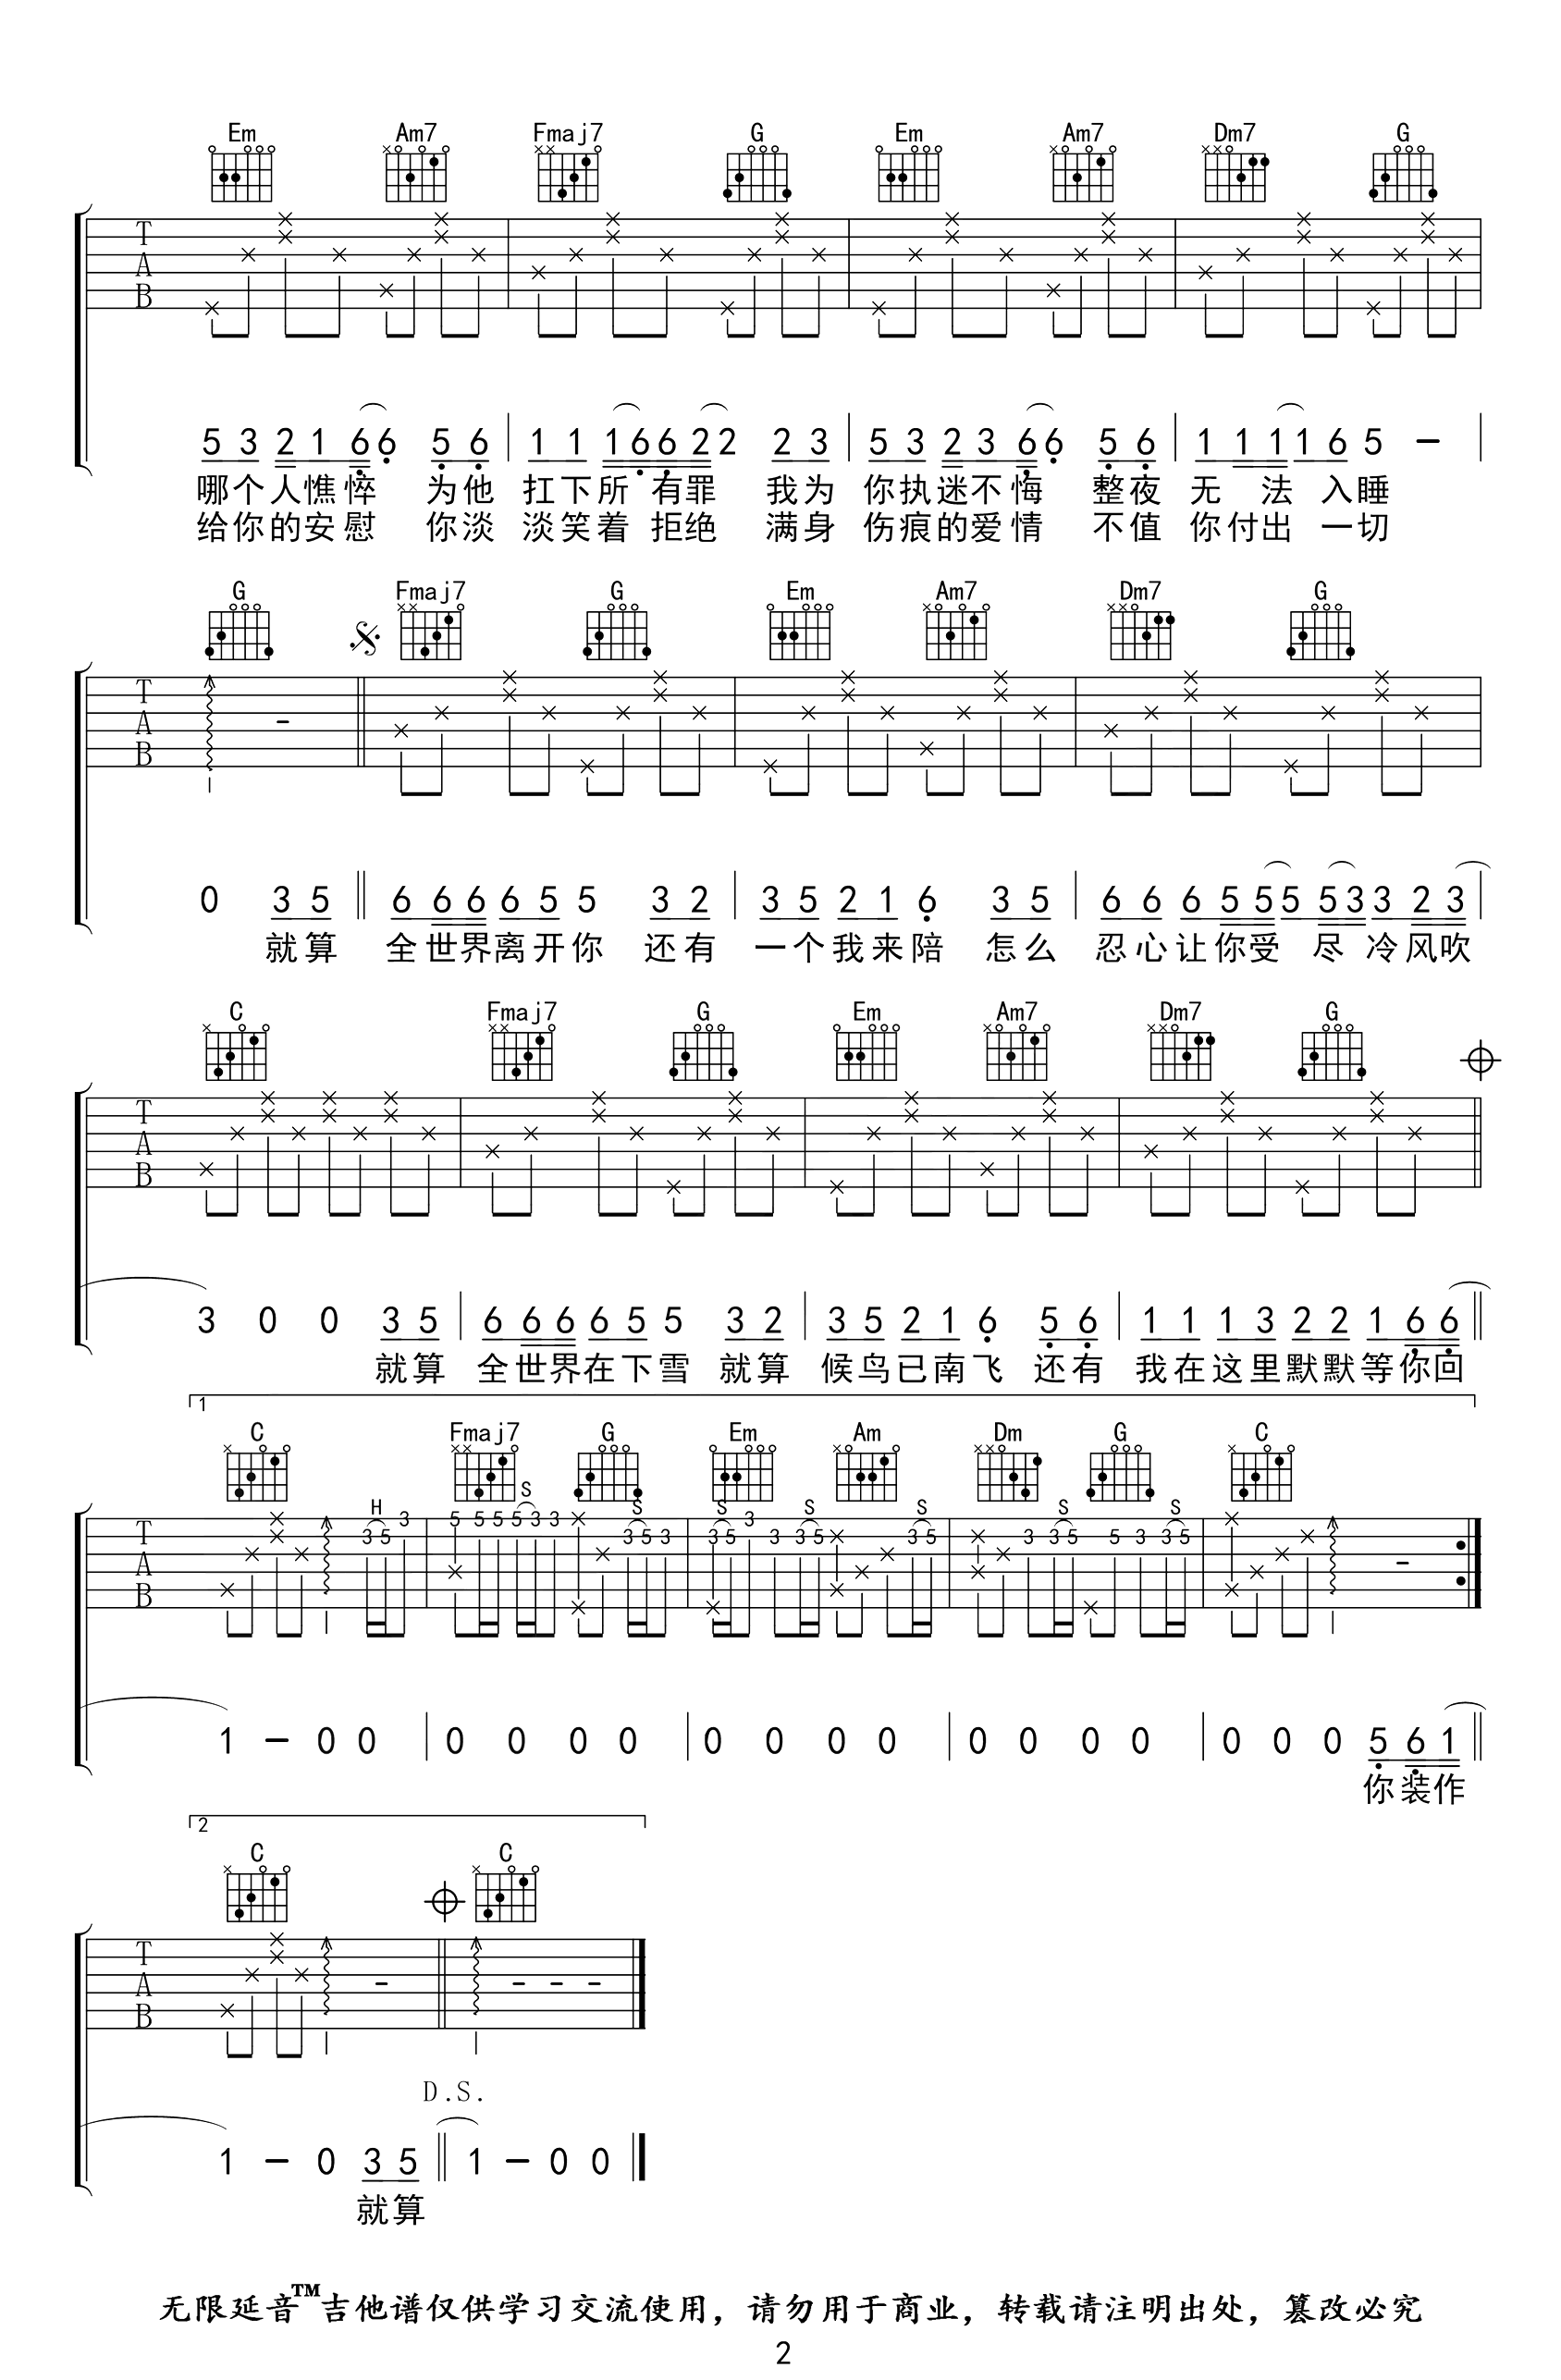 Em Am7 Fmaj7 G Em Am7 Dm7 G
T
A
B
5 3 2 1 6 6 5 6 | 1 1 1 6 6 2 2 2 3 | 5 3 2 3 6 6 5 6 | 1 1 1 1 6 5 – |
哪个人憔悴 为他 扛下所 有罪 我为 你执迷不悔 整夜 无 法 入睡
给你的安慰 你淡 淡笑着 拒绝 满身 伤痕的爱情 不值 你付出 一切
G Fmaj7 G Em Am7 Dm7 G
T
A
B
0 3 5 || 6 6 6 6 5 5 3 2 | 3 5 2 1 6 3 5 | 6 6 6 5 5 5 5 3 3 2 3 |
就算 全世界离开你 还有 一个我来陪 怎么 忍心让你受 尽 冷风吹
C Fmaj7 G Em Am7 Dm7 G
T
A
B
3 0 0 3 5 | 6 6 6 6 5 5 3 2 | 3 5 2 1 6 5 6 | 1 1 1 3 2 2 1 6 6 ||
就算 全世界在下雪 就算 候鸟已南飞 还有 我在这里默默等你回
1
C Fmaj7 G Em Am Dm G C
H S S S S S S S
T
A
B
3 5 3 5 5 5 5 3 3 3 5 3 3 5 3 3 3 5 3 5 3 3 5 5 3 3 5
1 – 0 0 | 0 0 0 0 | 0 0 0 0 | 0 0 0 0 | 0 0 0 5 6 1 ||
你装作
2
C C
T
A
B
D.S.
1 – 0 3 5 || 1 – 0 0
就算
无限延音™吉他谱仅供学习交流使用，请勿用于商业，转载请注明出处，篡改必究
2